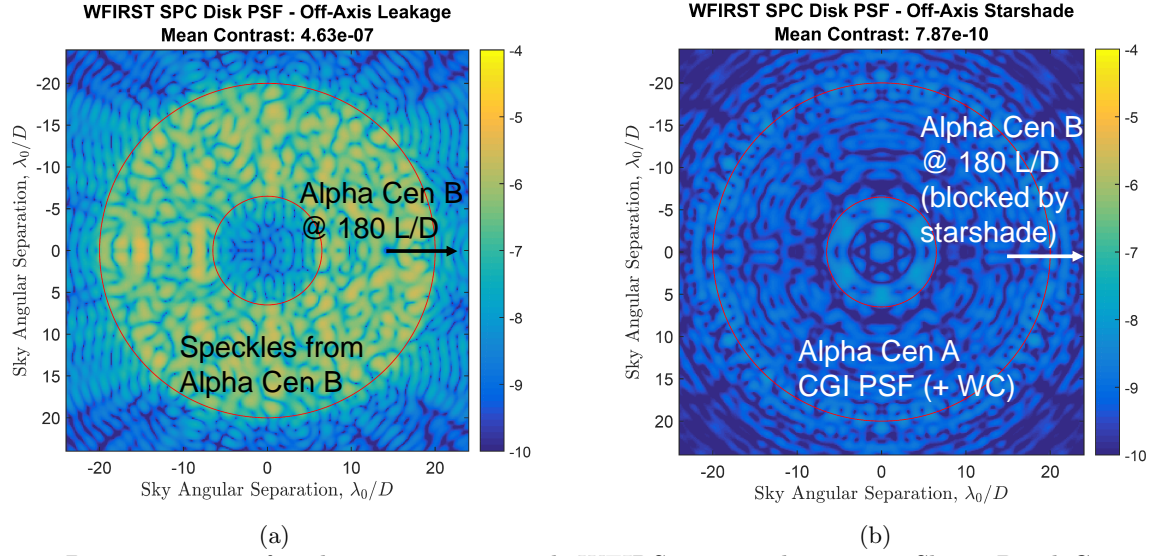 WFIRST SPC Disk PSF - Off-Axis Leakage
Mean Contrast: 4.63e-07
-20
-15
-10
-5
0
5
10
15
20
Sky Angular Separation, λ₀/D
Alpha Cen B
@ 180 L/D
Speckles from
Alpha Cen B
-20
-10
0
10
20
Sky Angular Separation, λ₀/D
-4
-5
-6
-7
-8
-9
-10
(a)
WFIRST SPC Disk PSF - Off-Axis Starshade
Mean Contrast: 7.87e-10
-20
-15
-10
-5
0
5
10
15
20
Sky Angular Separation, λ₀/D
Alpha Cen B
@ 180 L/D
(blocked by
starshade)
Alpha Cen A
CGI PSF (+ WC)
-20
-10
0
10
20
Sky Angular Separation, λ₀/D
-4
-5
-6
-7
-8
-9
-10
(b)